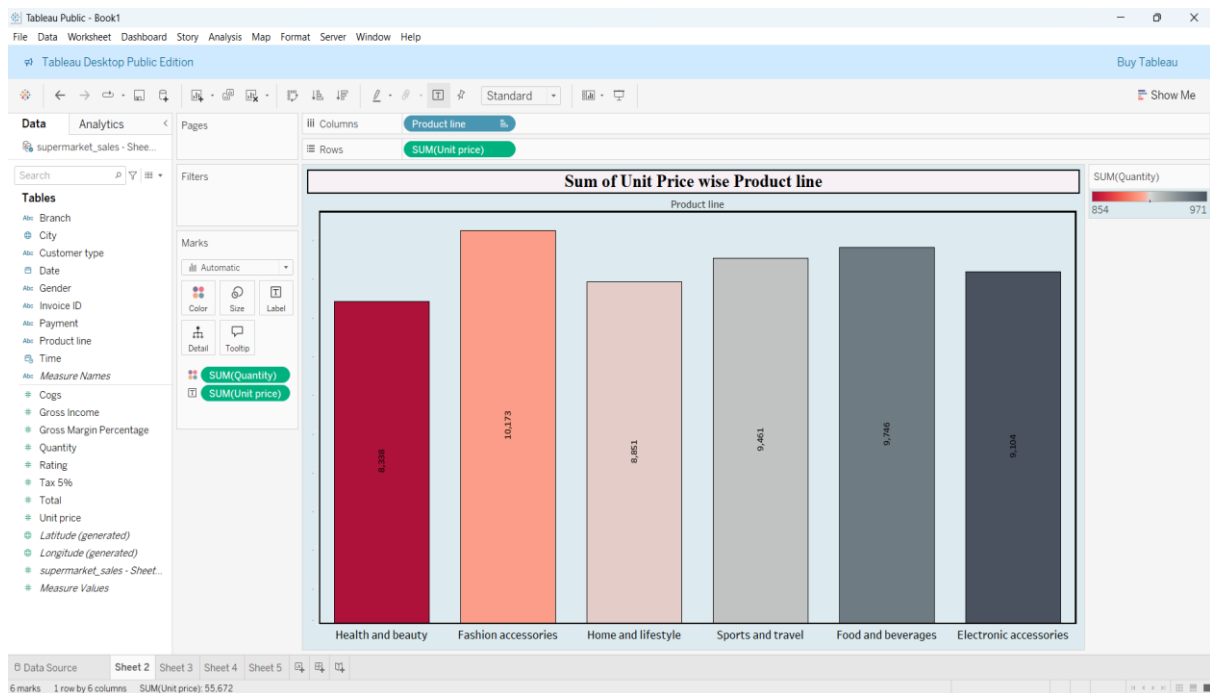 Tableau Public - Book1
File Data Worksheet Dashboard Story Analysis Map Format Server Window Help
Tableau Desktop Public Edition
Buy Tableau
Standard
Show Me
Data Analytics
supermarket_sales - Shee...
Search
Tables
Abc Branch
City
Abc Customer type
Date
Abc Gender
Abc Invoice ID
Abc Payment
Abc Product line
Time
Abc Measure Names
# Cogs
# Gross Income
# Gross Margin Percentage
# Quantity
# Rating
# Tax 5%
# Total
# Unit price
Latitude (generated)
Longitude (generated)
# supermarket_sales - Sheet...
# Measure Values
Pages
Filters
Marks
Automatic
Color Size Label
Detail Tooltip
SUM(Quantity)
SUM(Unit price)
Columns Product line
Rows SUM(Unit price)
Sum of Unit Price wise Product line
Product line
8,338
10,173
8,851
9,461
9,746
9,104
Health and beauty Fashion accessories Home and lifestyle Sports and travel Food and beverages Electronic accessories
SUM(Quantity)
854 971
Data Source Sheet 2 Sheet 3 Sheet 4 Sheet 5
6 marks 1 row by 6 columns SUM(Unit price): 55.672